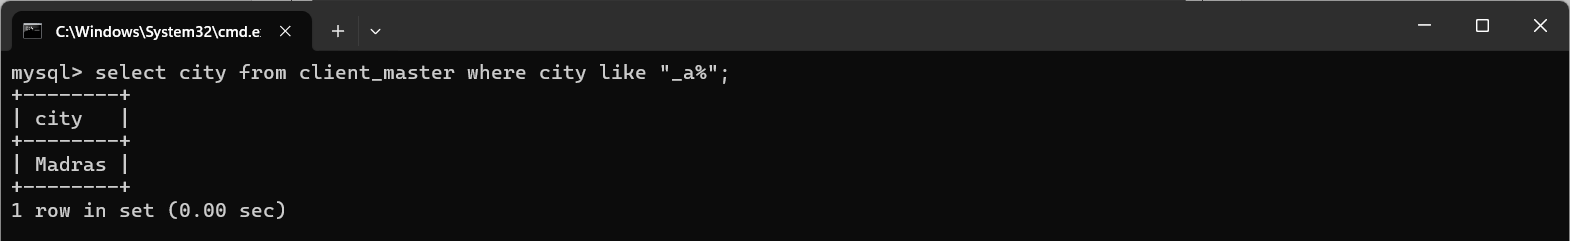 C:\Windows\System32\cmd.e
mysql> select city from client_master where city like "_a%";
+--------+
| city   |
+--------+
| Madras |
+--------+
1 row in set (0.00 sec)